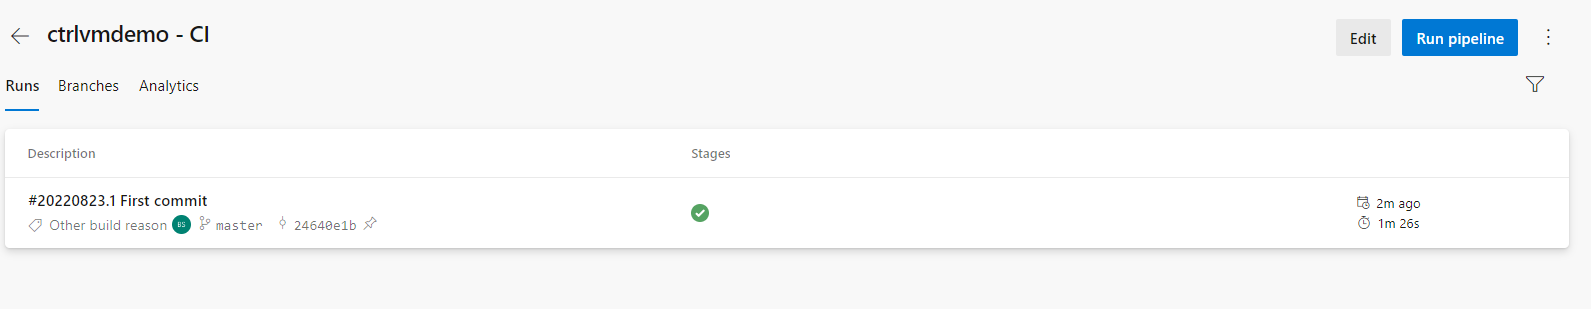 ctrlvmdemo - CI
Edit
Run pipeline
Runs Branches Analytics
Description Stages
#20220823.1 First commit
Other build reason BS master 24640e1b
2m ago
1m 26s